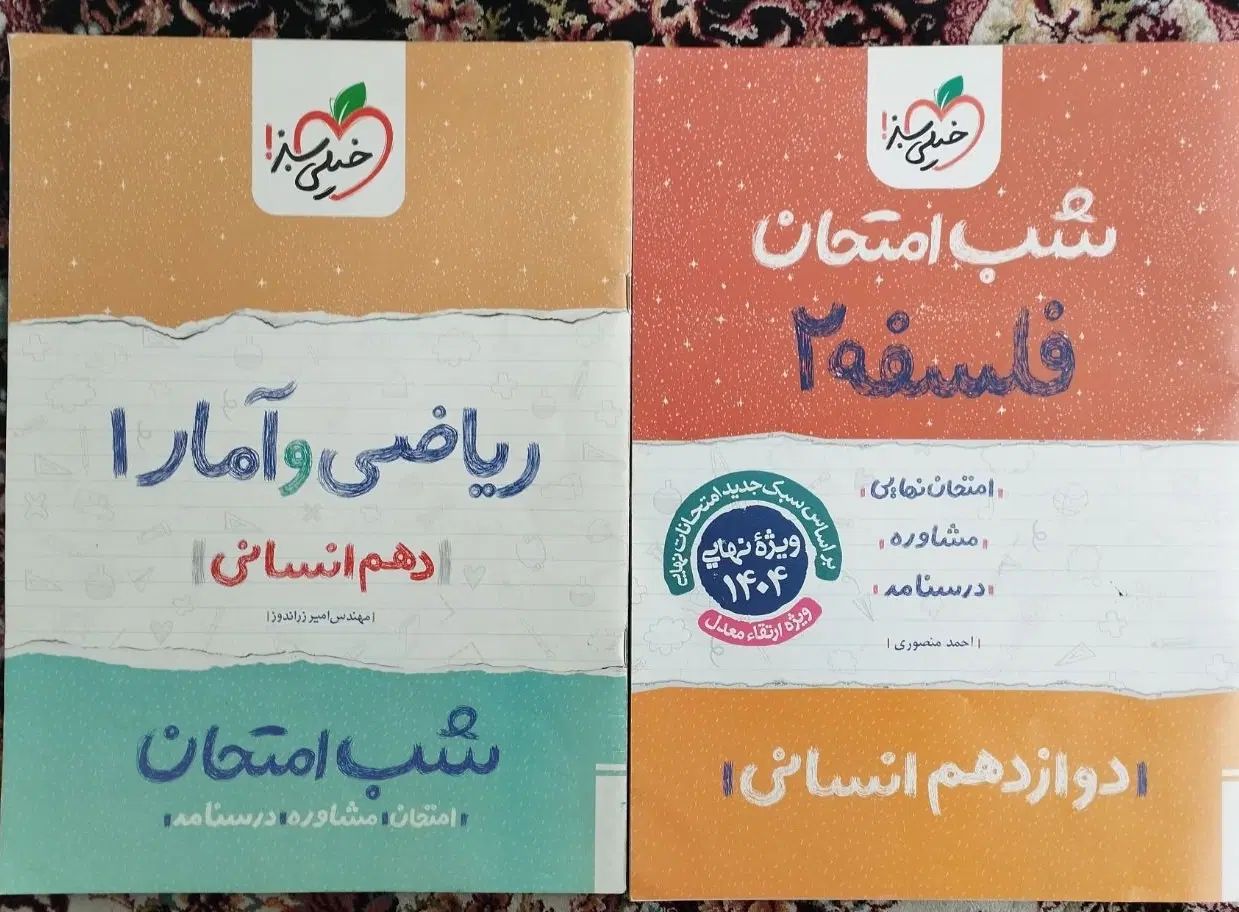 خیلی سبز!
ریاضی و آمار ۱
دهم انسانی
مهندس امیر زراندوز
شب امتحان
امتحان مشاوره درسنامه
خیلی سبز!
شب امتحان
فلسفه ۲
امتحان نهایی
مشاوره
درسنامه
احمد منصوری
بر اساس سبک جدید امتحانات نهایی
ویژهٔ نهایی
۱۴۰۴
ویژه ارتقاء معدل
دوازدهم انسانی